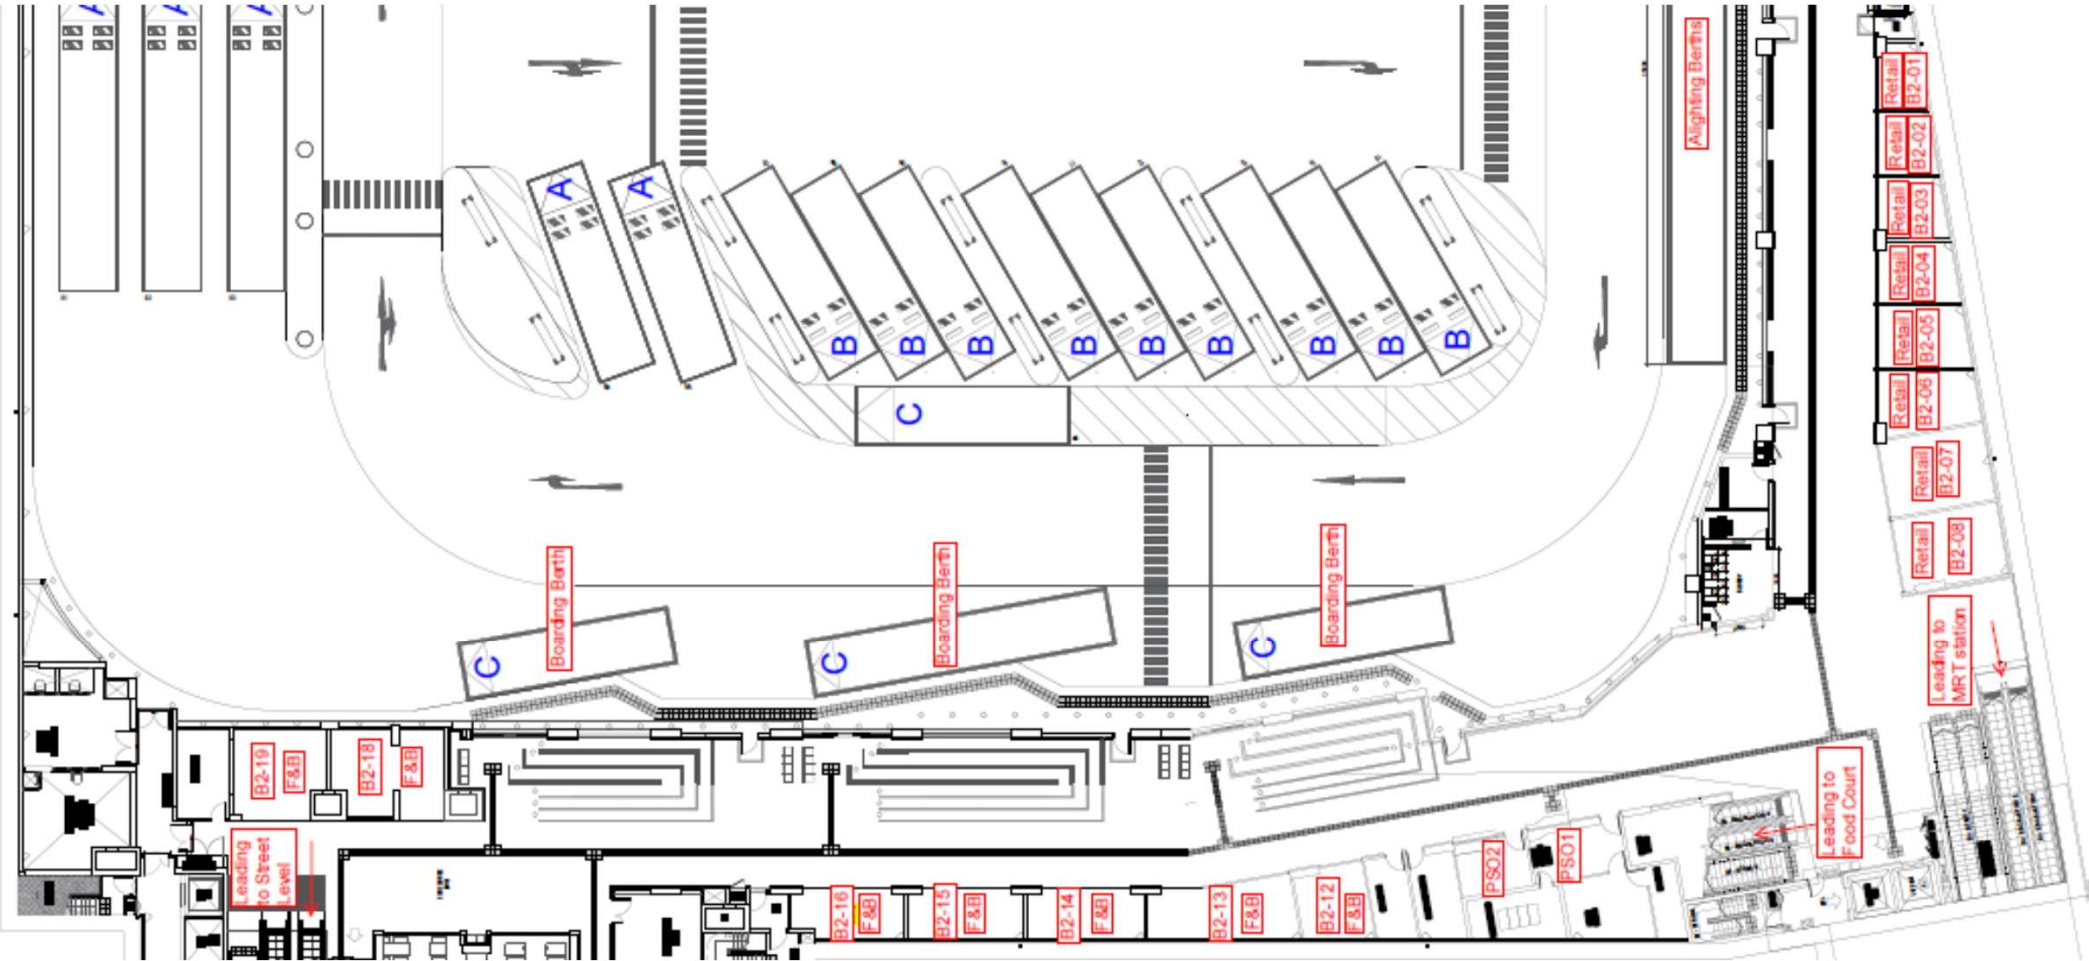 A
A
A
Alighting Berths
Retail
B2-01
Retail
B2-02
Retail
B2-03
Retail
B2-04
Retail
B2-05
Retail
B2-06
Retail
B2-07
Retail
B2-08
A
A
B
B
B
B
B
B
B
B
B
C
Boarding Berth
Boarding Berth
Boarding Berth
C
C
C
Leading to
MRT station
B2-19
F&B
B2-18
F&B
Leading
to Street
Level
Leading to
Food Court
B2-16
F&B
B2-15
F&B
B2-14
F&B
B2-13
F&B
B2-12
F&B
PSO2
PSO1